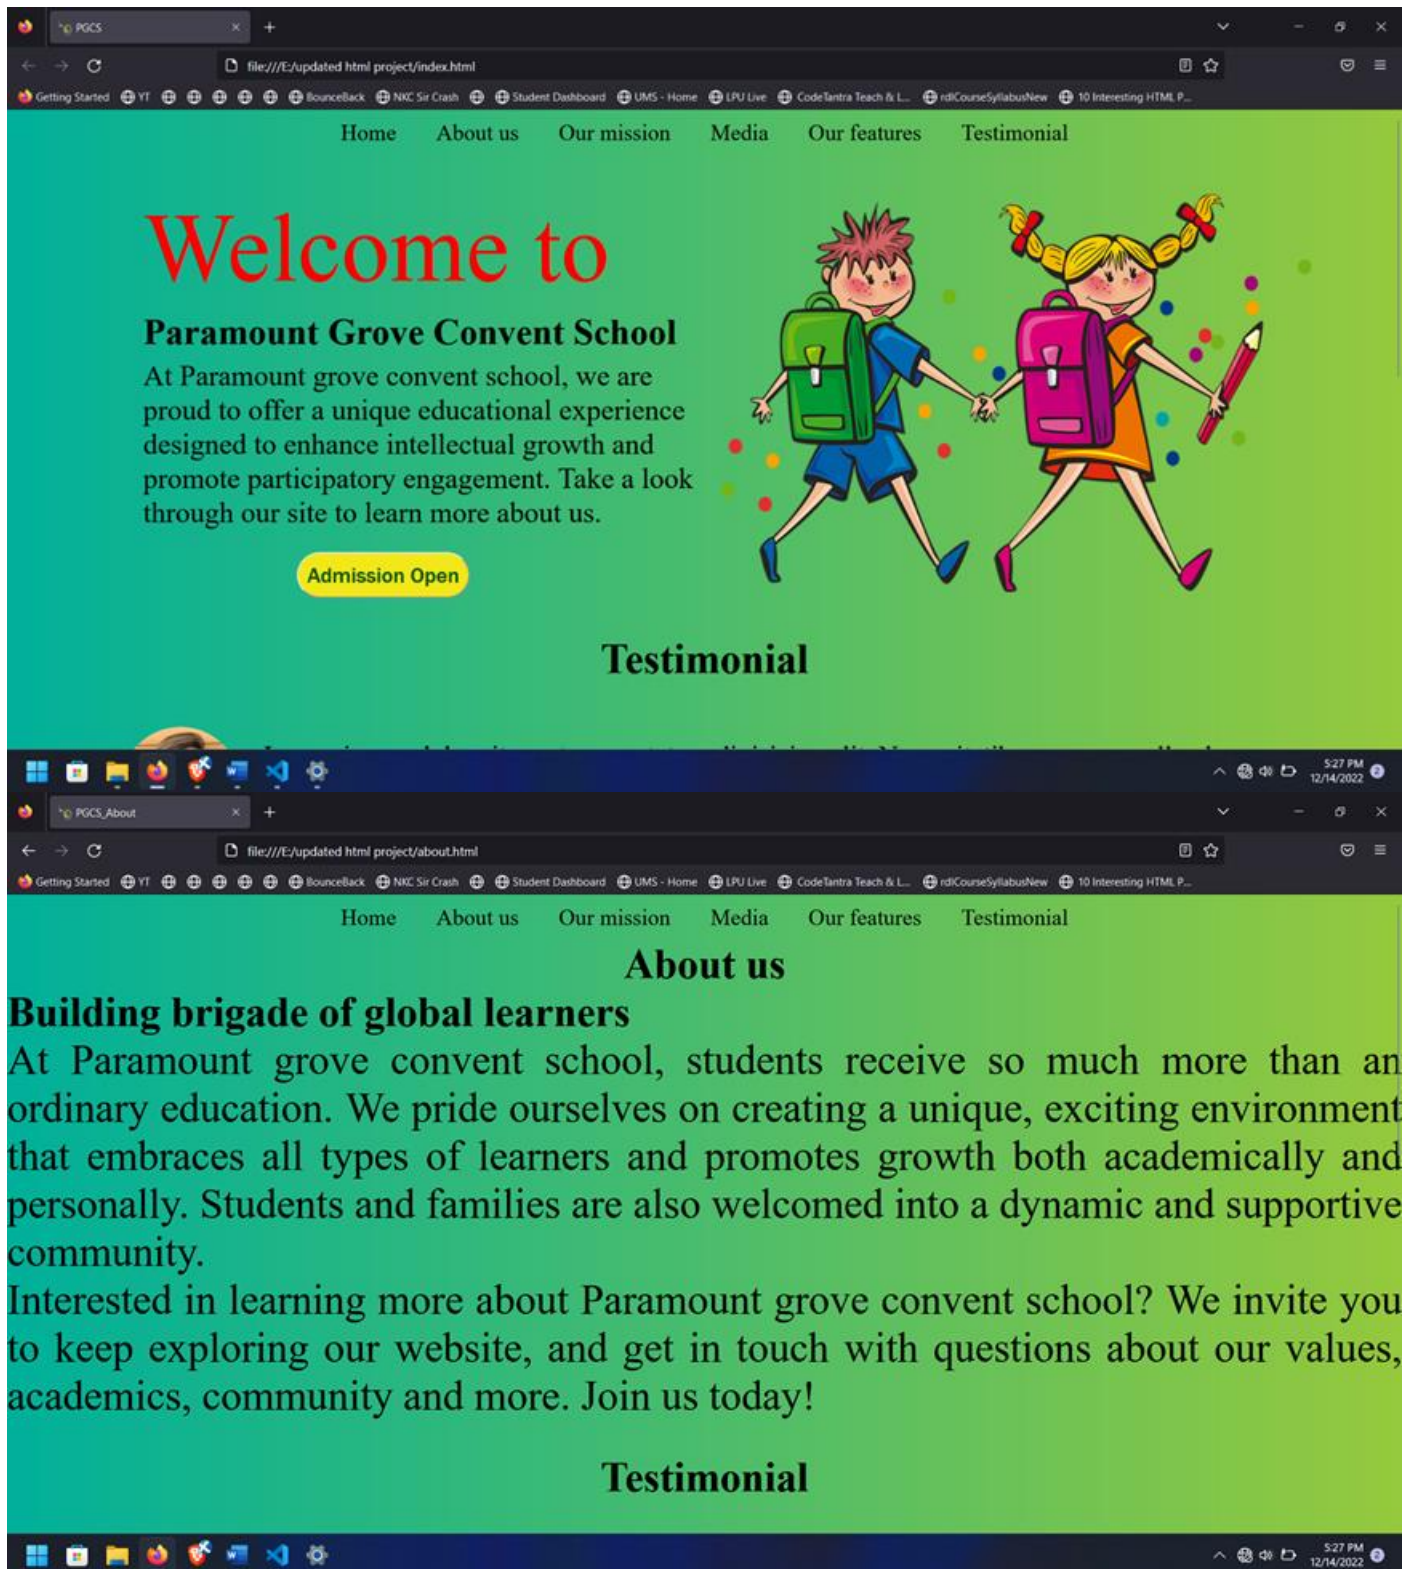 PGCS
file:///E:/updated html project/index.html
Getting Started YT BounceBack NKC Sir Crash Student Dashboard UMS - Home LPU Live CodeTantra Teach & L... rdlCourseSyllabusNew 10 Interesting HTML P...
Home About us Our mission Media Our features Testimonial
Welcome to
Paramount Grove Convent School
At Paramount grove convent school, we are
proud to offer a unique educational experience
designed to enhance intellectual growth and
promote participatory engagement. Take a look
through our site to learn more about us.
Admission Open
Testimonial
5:27 PM
12/14/2022
2
PGCS_About
file:///E:/updated html project/about.html
Getting Started YT BounceBack NKC Sir Crash Student Dashboard UMS - Home LPU Live CodeTantra Teach & L... rdlCourseSyllabusNew 10 Interesting HTML P...
Home About us Our mission Media Our features Testimonial
About us
Building brigade of global learners
At Paramount grove convent school, students receive so much more than an
ordinary education. We pride ourselves on creating a unique, exciting environment
that embraces all types of learners and promotes growth both academically and
personally. Students and families are also welcomed into a dynamic and supportive
community.
Interested in learning more about Paramount grove convent school? We invite you
to keep exploring our website, and get in touch with questions about our values,
academics, community and more. Join us today!
Testimonial
5:27 PM
12/14/2022
2